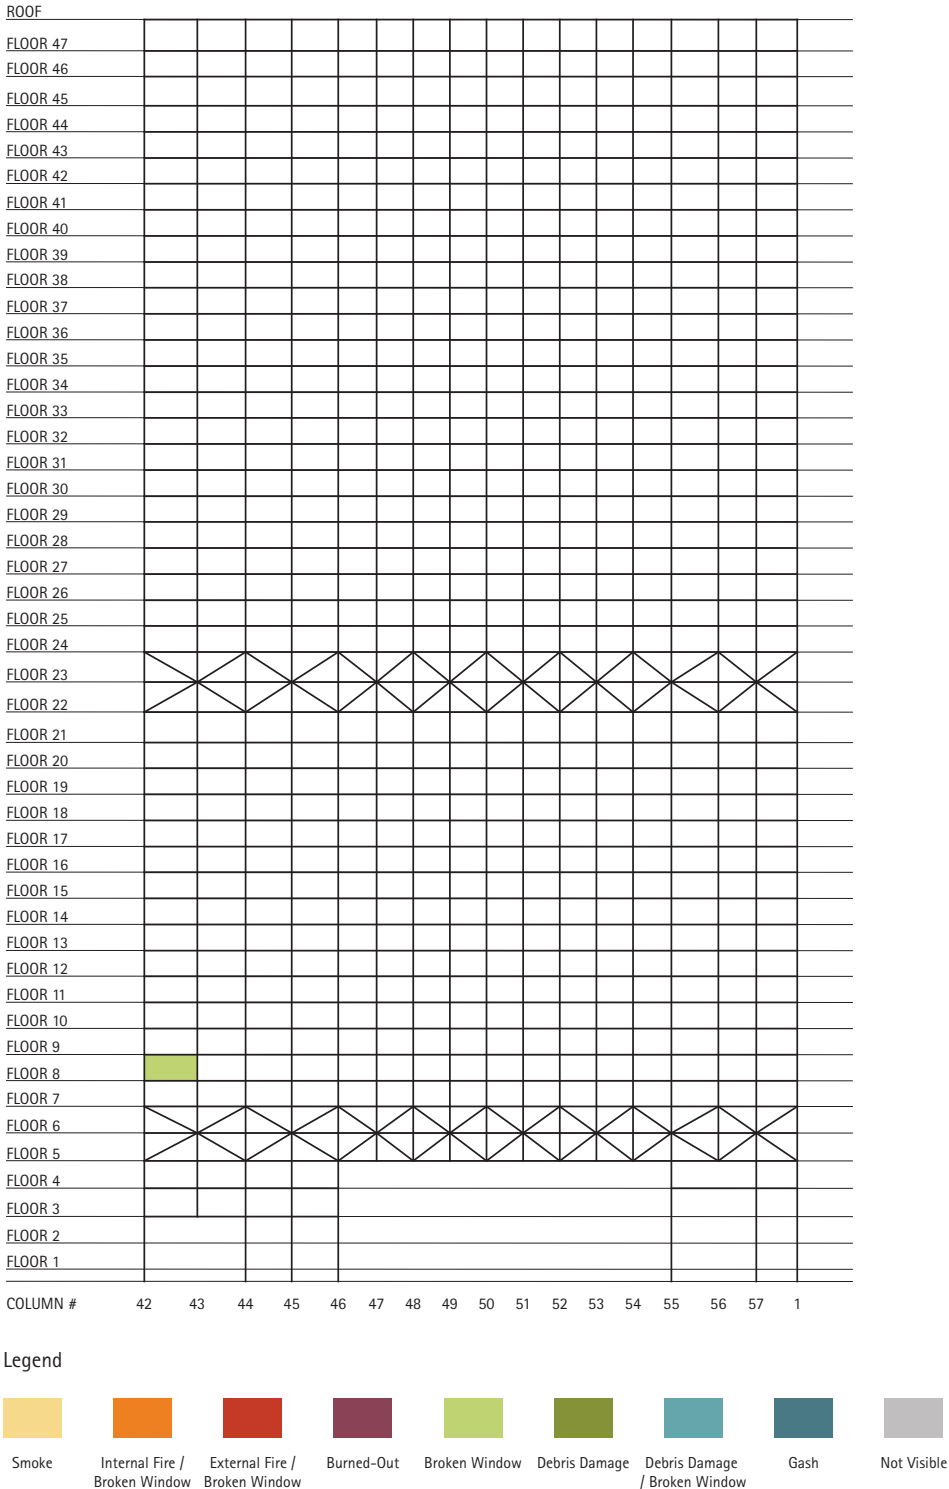 ROOF
FLOOR 47
FLOOR 46
FLOOR 45
FLOOR 44
FLOOR 43
FLOOR 42
FLOOR 41
FLOOR 40
FLOOR 39
FLOOR 38
FLOOR 37
FLOOR 36
FLOOR 35
FLOOR 34
FLOOR 33
FLOOR 32
FLOOR 31
FLOOR 30
FLOOR 29
FLOOR 28
FLOOR 27
FLOOR 26
FLOOR 25
FLOOR 24
FLOOR 23
FLOOR 22
FLOOR 21
FLOOR 20
FLOOR 19
FLOOR 18
FLOOR 17
FLOOR 16
FLOOR 15
FLOOR 14
FLOOR 13
FLOOR 12
FLOOR 11
FLOOR 10
FLOOR 9
FLOOR 8
FLOOR 7
FLOOR 6
FLOOR 5
FLOOR 4
FLOOR 3
FLOOR 2
FLOOR 1
COLUMN # 42 43 44 45 46 47 48 49 50 51 52 53 54 55 56 57 1
Legend
Smoke
Internal Fire /
Broken Window
External Fire /
Broken Window
Burned-Out
Broken Window
Debris Damage
Debris Damage
/ Broken Window
Gash
Not Visible